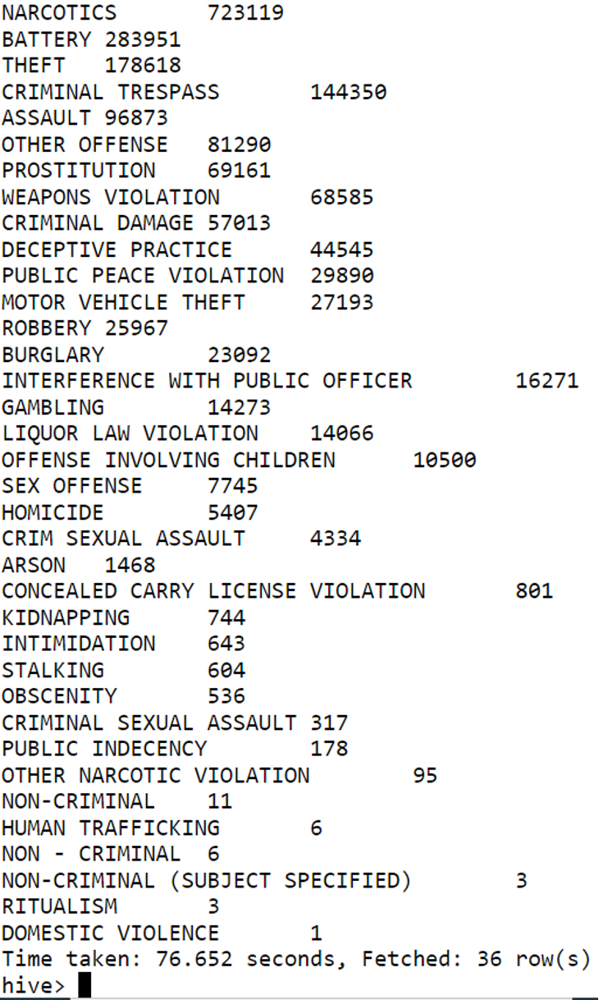 NARCOTICS 723119
BATTERY 283951
THEFT 178618
CRIMINAL TRESPASS 144350
ASSAULT 96873
OTHER OFFENSE 81290
PROSTITUTION 69161
WEAPONS VIOLATION 68585
CRIMINAL DAMAGE 57013
DECEPTIVE PRACTICE 44545
PUBLIC PEACE VIOLATION 29890
MOTOR VEHICLE THEFT 27193
ROBBERY 25967
BURGLARY 23092
INTERFERENCE WITH PUBLIC OFFICER 16271
GAMBLING 14273
LIQUOR LAW VIOLATION 14066
OFFENSE INVOLVING CHILDREN 10500
SEX OFFENSE 7745
HOMICIDE 5407
CRIM SEXUAL ASSAULT 4334
ARSON 1468
CONCEALED CARRY LICENSE VIOLATION 801
KIDNAPPING 744
INTIMIDATION 643
STALKING 604
OBSCENITY 536
CRIMINAL SEXUAL ASSAULT 317
PUBLIC INDECENCY 178
OTHER NARCOTIC VIOLATION 95
NON-CRIMINAL 11
HUMAN TRAFFICKING 6
NON - CRIMINAL 6
NON-CRIMINAL (SUBJECT SPECIFIED) 3
RITUALISM 3
DOMESTIC VIOLENCE 1
Time taken: 76.652 seconds, Fetched: 36 row(s)
hive>